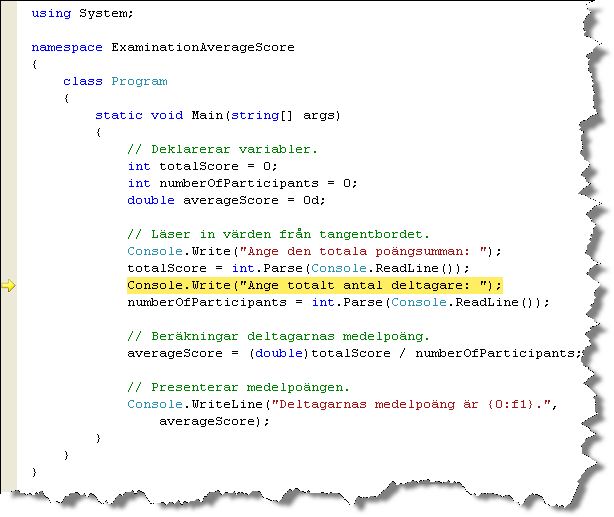 using System;
namespace ExaminationAverageScore
{
class Program
{
static void Main(string[] args)
{
// Deklarerar variabler.
int totalScore = 0;
int numberOfParticipants = 0;
double averageScore = 0d;
// Läser in värden från tangentbordet.
Console.Write("Ange den totala poängsumman: ");
totalScore = int.Parse(Console.ReadLine());
Console.Write("Ange totalt antal deltagare: ");
numberOfParticipants = int.Parse(Console.ReadLine());
// Beräkningar deltagarnas medelpoäng.
averageScore = (double)totalScore / numberOfParticipants;
// Presenterar medelpoängen.
Console.WriteLine("Deltagarnas medelpoäng är {0:f1}.",
averageScore);
}
}
}